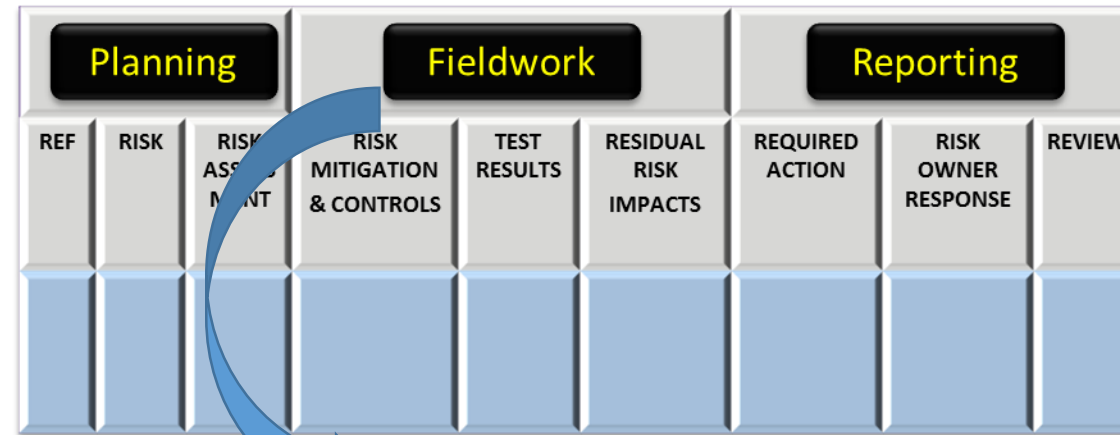 Planning Fieldwork Reporting
REF RISK RISK RISK TEST RESIDUAL REQUIRED RISK REVIEW
MITIGATION RESULTS RISK ACTION OWNER
& CONTROLS IMPACTS RESPONSE